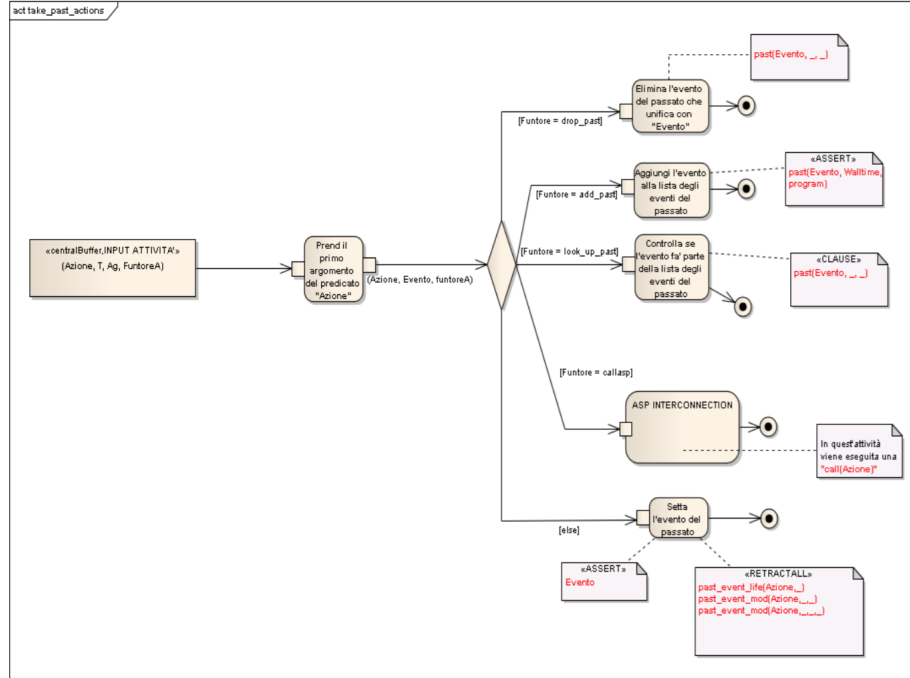 act take_past_actions
past(Evento, _, _)
Elimina l'evento
del passato che
unifica con
"Evento"
[Funtore = drop_past]
«ASSERT»
past(Evento, Walltime,
program)
Aggiungi l'evento
alla lista degli
eventi del
passato
[Funtore = add_past]
«centralBuffer,INPUT ATTIVITA'»
(Azione, T, Ag, FuntoreA)
Prend il
primo
argomento
del predicato
"Azione"
(Azione, Evento, funtoreA)
[Funtore = look_up_past]
Controlla se
l'evento fa' parte
della lista degli
eventi del
passato
«CLAUSE»
past(Evento, _, _)
[Funtore = callasp]
ASP INTERCONNECTION
In quest'attività
viene eseguita una
"call(Azione)"
[else]
Setta
l'evento del
passato
«ASSERT»
Evento
«RETRACTALL»
past_event_life(Azione,_)
past_event_mod(Azione,_,_)
past_event_mod(Azione,_,_,_)